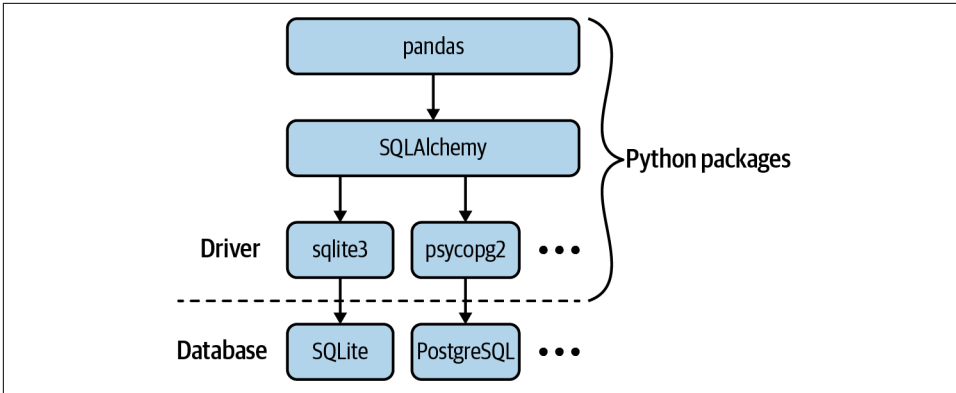 pandas
SQLAlchemy
Python packages
Driver
sqlite3
psycopg2
•••
Database
SQLite
PostgreSQL
•••